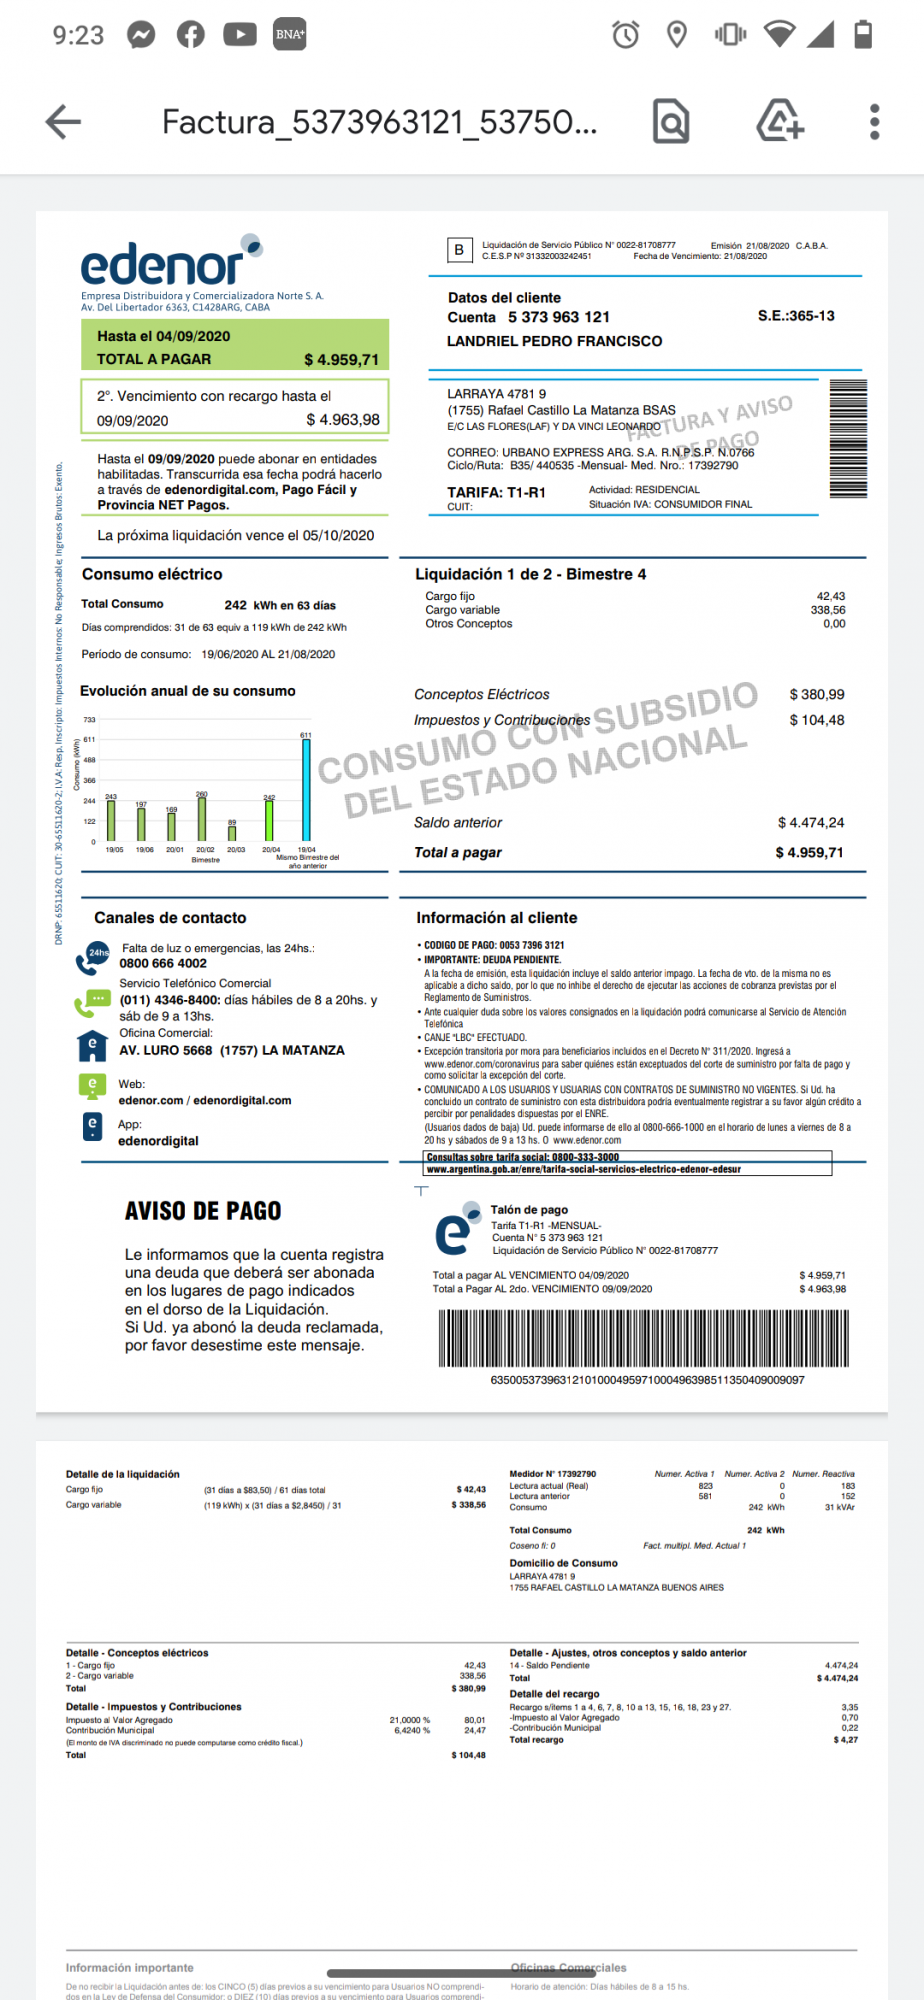 9:23
BNA+
Factura_5373963121_53750...
edenor
Empresa Distribuidora y Comercializadora Norte S. A.
Av. Del Libertador 6363, C1428ARG, CABA
B
Liquidación de Servicio Público N° 0022-81708777 Emisión 21/08/2020 C.A.B.A.
C.E.S.P Nº 31332003242451 Fecha de Vencimiento: 21/08/2020
Hasta el 04/09/2020
TOTAL A PAGAR $ 4.959,71
2°. Vencimiento con recargo hasta el
09/09/2020 $ 4.963,98
Hasta el 09/09/2020 puede abonar en entidades
habilitadas. Transcurrida esa fecha podrá hacerlo
a través de edenordigital.com, Pago Fácil y
Provincia NET Pagos.
La próxima liquidación vence el 05/10/2020
Datos del cliente
Cuenta 5 373 963 121 S.E.:365-13
LANDRIEL PEDRO FRANCISCO
LARRAYA 4781 9
(1755) Rafael Castillo La Matanza BSAS
E/C LAS FLORES(LAF) Y DA VINCI LEONARDO
FACTURA Y AVISO
DE PAGO
CORREO: URBANO EXPRESS ARG. S.A. R.N.P.S.P. N.0766
Ciclo/Ruta: B35/ 440535 -Mensual- Med. Nro.: 17392790
TARIFA: T1-R1 Actividad: RESIDENCIAL
CUIT: Situación IVA: CONSUMIDOR FINAL
DRNP: 65511620; CUIT: 30-65511620-2; I.V.A: Resp. Inscripto: Impuestos Internos: No Responsable; Ingresos Brutos: Exento.
Consumo eléctrico
Total Consumo 242 kWh en 63 días
Días comprendidos: 31 de 63 equiv a 119 kWh de 242 kWh
Período de consumo: 19/06/2020 AL 21/08/2020
Evolución anual de su consumo
Consumo (kWh)
733
611
488
366
244
122
0
243 197 169 260 89 242 611
19/05 19/06 20/01 20/02 20/03 20/04 19/04
Bimestre
Mismo Bimestre del
año anterior
Liquidación 1 de 2 - Bimestre 4
Cargo fijo 42,43
Cargo variable 338,56
Otros Conceptos 0,00
Conceptos Eléctricos $ 380,99
Impuestos y Contribuciones $ 104,48
CONSUMO CON SUBSIDIO
DEL ESTADO NACIONAL
Saldo anterior $ 4.474,24
Total a pagar $ 4.959,71
Canales de contacto
24hs
Falta de luz o emergencias, las 24hs.:
0800 666 4002
Servicio Telefónico Comercial
(011) 4346-8400: días hábiles de 8 a 20hs. y
sáb de 9 a 13hs.
Oficina Comercial:
AV. LURO 5668 (1757) LA MATANZA
Web:
edenor.com / edenordigital.com
App:
edenordigital
Información al cliente
• CODIGO DE PAGO: 0053 7396 3121
• IMPORTANTE: DEUDA PENDIENTE.
A la fecha de emisión, esta liquidación incluye el saldo anterior impago. La fecha de vto. de la misma no es
aplicable a dicho saldo, por lo que no inhibe el derecho de ejecutar las acciones de cobranza previstas por el
Reglamento de Suministros.
• Ante cualquier duda sobre los valores consignados en la liquidación podrá comunicarse al Servicio de Atención
Telefónica
• CANJE "LBC" EFECTUADO.
• Excepción transitoria por mora para beneficiarios incluidos en el Decreto N° 311/2020. Ingresá a
www.edenor.com/coronavirus para saber quiénes están exceptuados del corte de suministro por falta de pago y
como solicitar la excepción del corte.
• COMUNICADO A LOS USUARIOS Y USUARIAS CON CONTRATOS DE SUMINISTRO NO VIGENTES. Si Ud. ha
concluido un contrato de suministro con esta distribuidora podría eventualmente registrar a su favor algún crédito a
percibir por penalidades dispuestas por el ENRE.
(Usuarios dados de baja) Ud. puede informarse de ello al 0800-666-1000 en el horario de lunes a viernes de 8 a
20 hs y sábados de 9 a 13 hs. O www.edenor.com
Consultas sobre tarifa social: 0800-333-3000
www.argentina.gob.ar/enre/tarifa-social-servicios-electrico-edenor-edesur
AVISO DE PAGO
Le informamos que la cuenta registra
una deuda que deberá ser abonada
en los lugares de pago indicados
en el dorso de la Liquidación.
Si Ud. ya abonó la deuda reclamada,
por favor desestime este mensaje.
e
Talón de pago
Tarifa T1-R1 -MENSUAL-
Cuenta N° 5 373 963 121
Liquidación de Servicio Público N° 0022-81708777
Total a pagar AL VENCIMIENTO 04/09/2020 $ 4.959,71
Total a Pagar AL 2do. VENCIMIENTO 09/09/2020 $ 4.963,98
63500537396312101000495971000496398511350409009097
Detalle de la liquidación
Cargo fijo (31 días a $83,50) / 61 días total $ 42,43
Cargo variable (119 kWh) x (31 días a $2,8450) / 31 $ 338,56
Medidor N° 17392790 Numer. Activa 1 Numer. Activa 2 Numer. Reactiva
Lectura actual (Real) 823 0 183
Lectura anterior 581 0 152
Consumo 242 kWh 31 kVAr
Total Consumo 242 kWh
Coseno fi: 0 Fact. multipl. Med. Actual 1
Domicilio de Consumo
LARRAYA 4781 9
1755 RAFAEL CASTILLO LA MATANZA BUENOS AIRES
Detalle - Conceptos eléctricos
1 - Cargo fijo 42,43
2 - Cargo variable 338,56
Total $ 380,99
Detalle - Impuestos y Contribuciones
Impuesto al Valor Agregado 21,0000 % 80,01
Contribución Municipal 6,4240 % 24,47
(El monto de IVA discriminado no puede computarse como crédito fiscal.)
Total $ 104,48
Detalle - Ajustes, otros conceptos y saldo anterior
14 - Saldo Pendiente 4.474,24
Total $ 4.474,24
Detalle del recargo
Recargo s/items 1 a 4, 6, 7, 8, 10 a 13, 15, 16, 18, 23 y 27. 3,35
-Impuesto al Valor Agregado 0,70
-Contribución Municipal 0,22
Total recargo $ 4,27
Información importante
De no recibir la Liquidación antes de: los CINCO (5) días previos a su vencimiento para Usuarios NO comprendi-
dos en la Ley de Defensa del Consumidor; o DIEZ (10) días previos a su vencimiento para Usuarios comprendi-
Oficinas Comerciales
Horario de atención: Días hábiles de 8 a 15 hs.